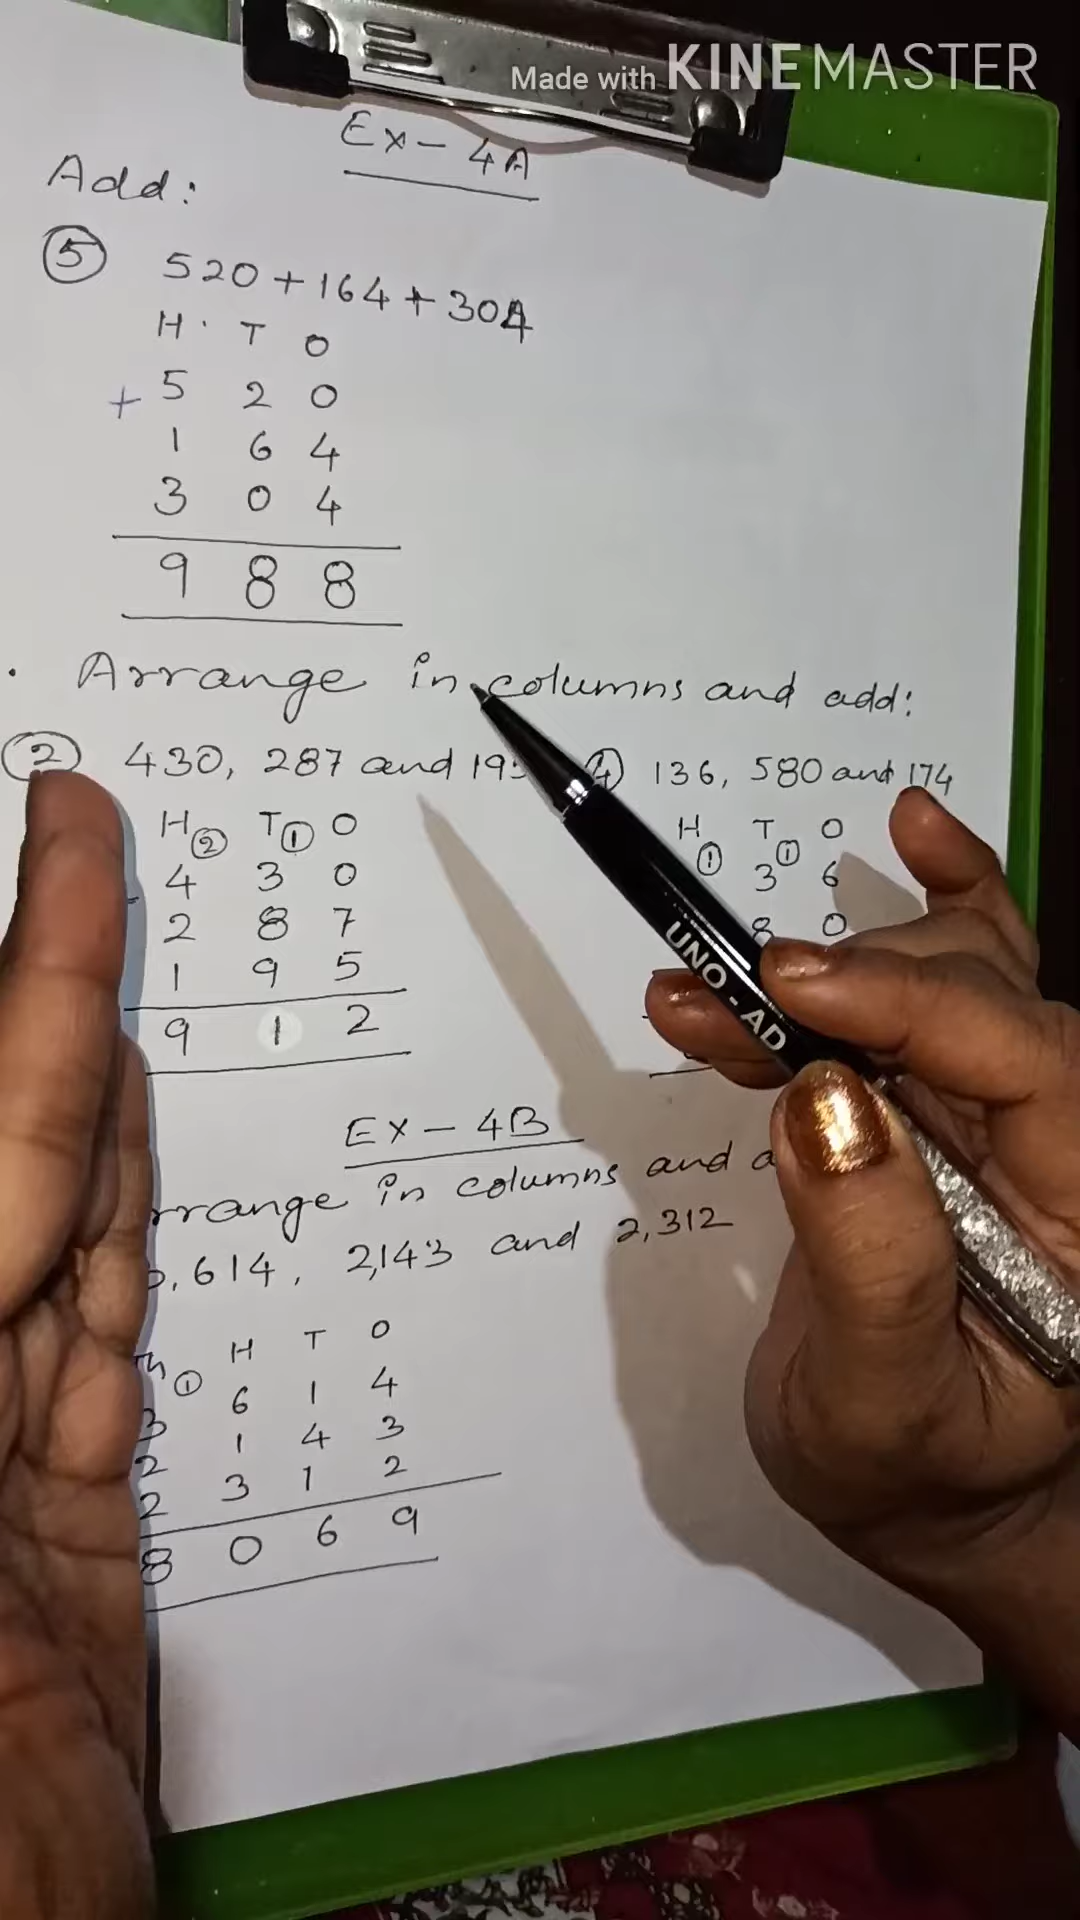 Made with KINEMASTER
Ex - 4A
Add:
5 520 + 164 + 304
H T O
+ 5 2 0
1 6 4
3 0 4
9 8 8
Arrange in columns and add:
2 430, 287 and 19
H 2 T 1 O
4 3 0
2 8 7
1 9 5
9 1 2
4 136, 580 and 174
H T O
1 3 1 6
8 0
UNO-AD
EX - 4B
rrange in columns and a
,614, 2,143 and 2,312
Th H T O
3 1 6 1 4
2 1 4 3
2 3 1 2
8 0 6 9